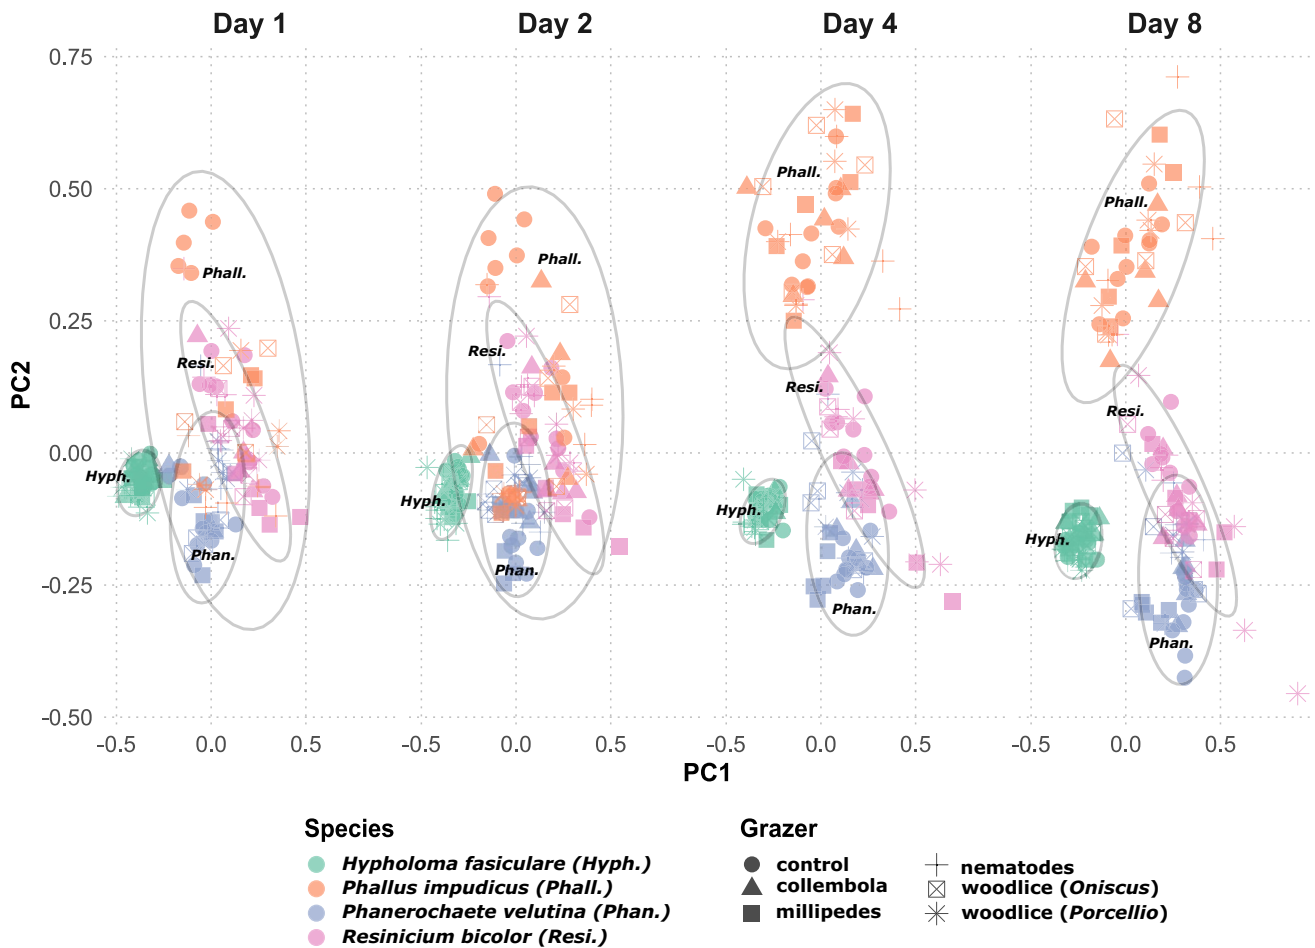 Day 1 Day 2 Day 4 Day 8
0.75
0.50
0.25
0.00
-0.25
-0.50
PC2
Phall.
Resi.
Hyph.
Phan.
Phall.
Resi.
Hyph.
Phan.
Phall.
Resi.
Hyph.
Phan.
Phall.
Resi.
Hyph.
Phan.
-0.5 0.0 0.5 -0.5 0.0 0.5 -0.5 0.0 0.5 -0.5 0.0 0.5
PC1
Species
Hypholoma fasiculare (Hyph.)
Phallus impudicus (Phall.)
Phanerochaete velutina (Phan.)
Resinicium bicolor (Resi.)
Grazer
control
collembola
millipedes
nematodes
woodlice (Oniscus)
woodlice (Porcellio)